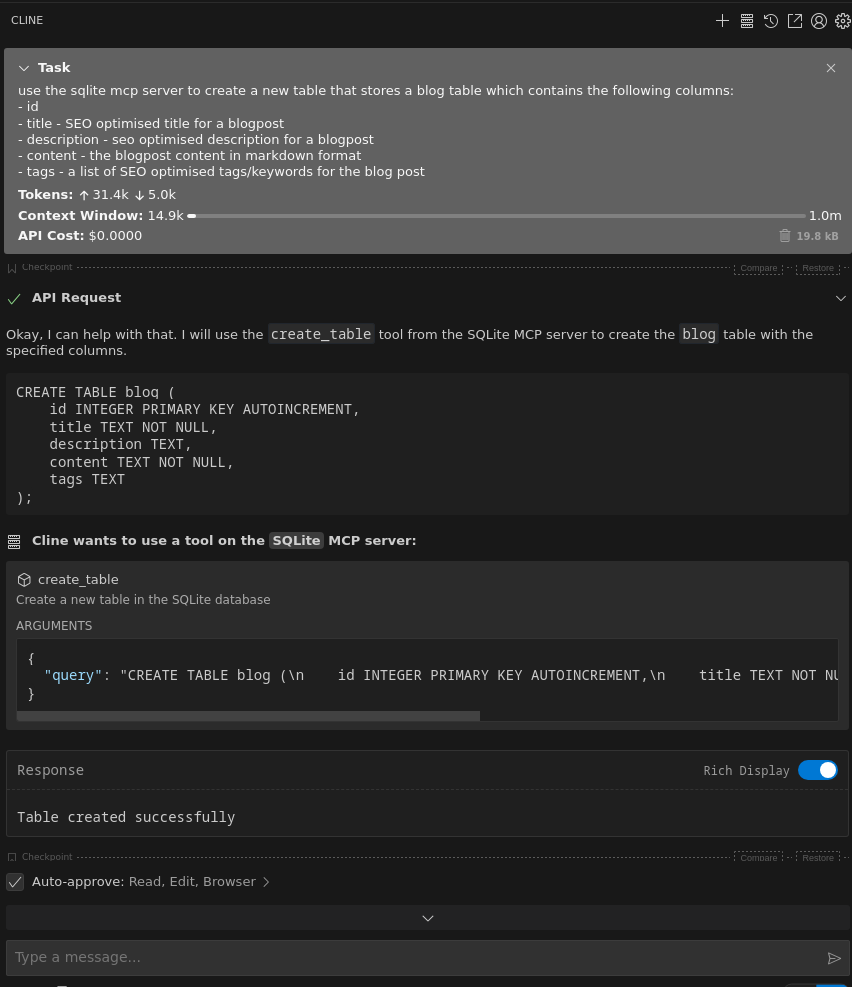 CLINE
Task
use the sqlite mcp server to create a new table that stores a blog table which contains the following columns:
- id
- title - SEO optimised title for a blogpost
- description - seo optimised description for a blogpost
- content - the blogpost content in markdown format
- tags - a list of SEO optimised tags/keywords for the blog post
Tokens: ↑ 31.4k ↓ 5.0k
Context Window: 14.9k 1.0m
API Cost: $0.0000 19.8 kB
Checkpoint Compare Restore
API Request
Okay, I can help with that. I will use the create_table tool from the SQLite MCP server to create the blog table with the
specified columns.
CREATE TABLE blog (
    id INTEGER PRIMARY KEY AUTOINCREMENT,
    title TEXT NOT NULL,
    description TEXT,
    content TEXT NOT NULL,
    tags TEXT
);
Cline wants to use a tool on the SQLite MCP server:
create_table
Create a new table in the SQLite database
ARGUMENTS
{
  "query": "CREATE TABLE blog (\n    id INTEGER PRIMARY KEY AUTOINCREMENT,\n    title TEXT NOT NU
}
Response Rich Display
Table created successfully
Checkpoint Compare Restore
Auto-approve: Read, Edit, Browser
Type a message...